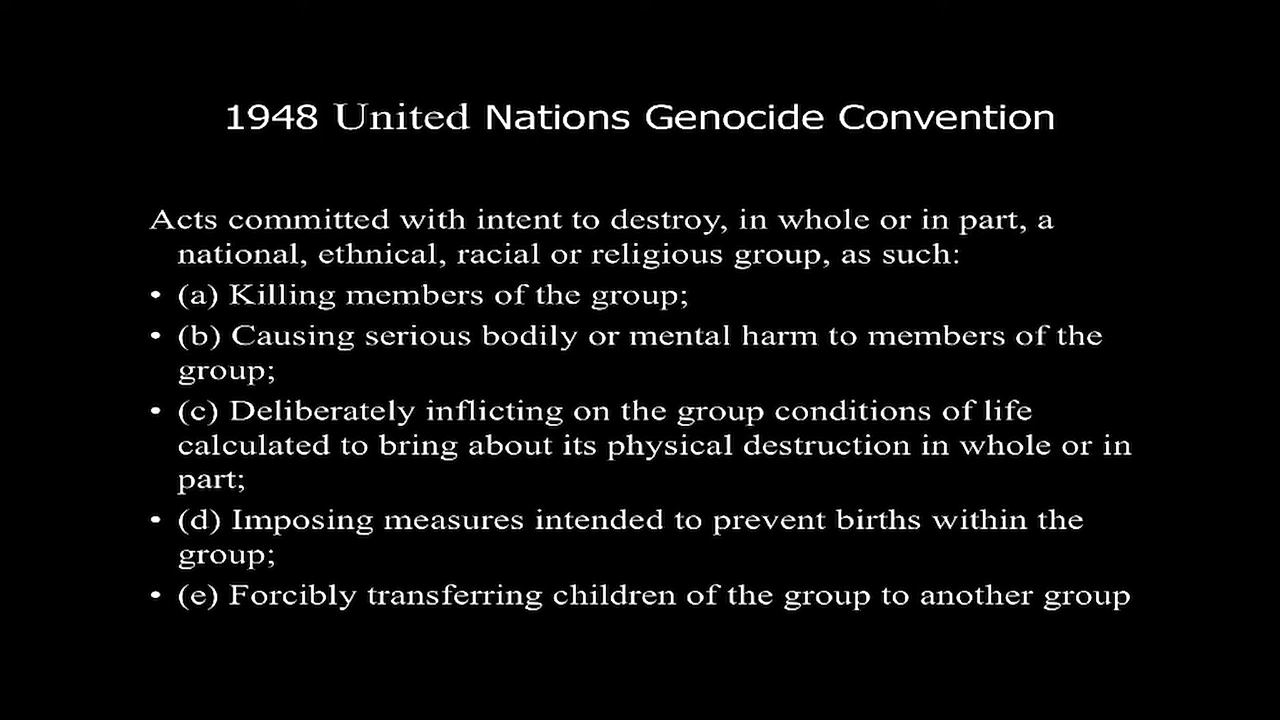 1948 United Nations Genocide Convention
Acts committed with intent to destroy, in whole or in part, a
national, ethnical, racial or religious group, as such:
• (a) Killing members of the group;
• (b) Causing serious bodily or mental harm to members of the
group;
• (c) Deliberately inflicting on the group conditions of life
calculated to bring about its physical destruction in whole or in
part;
• (d) Imposing measures intended to prevent births within the
group;
• (e) Forcibly transferring children of the group to another group